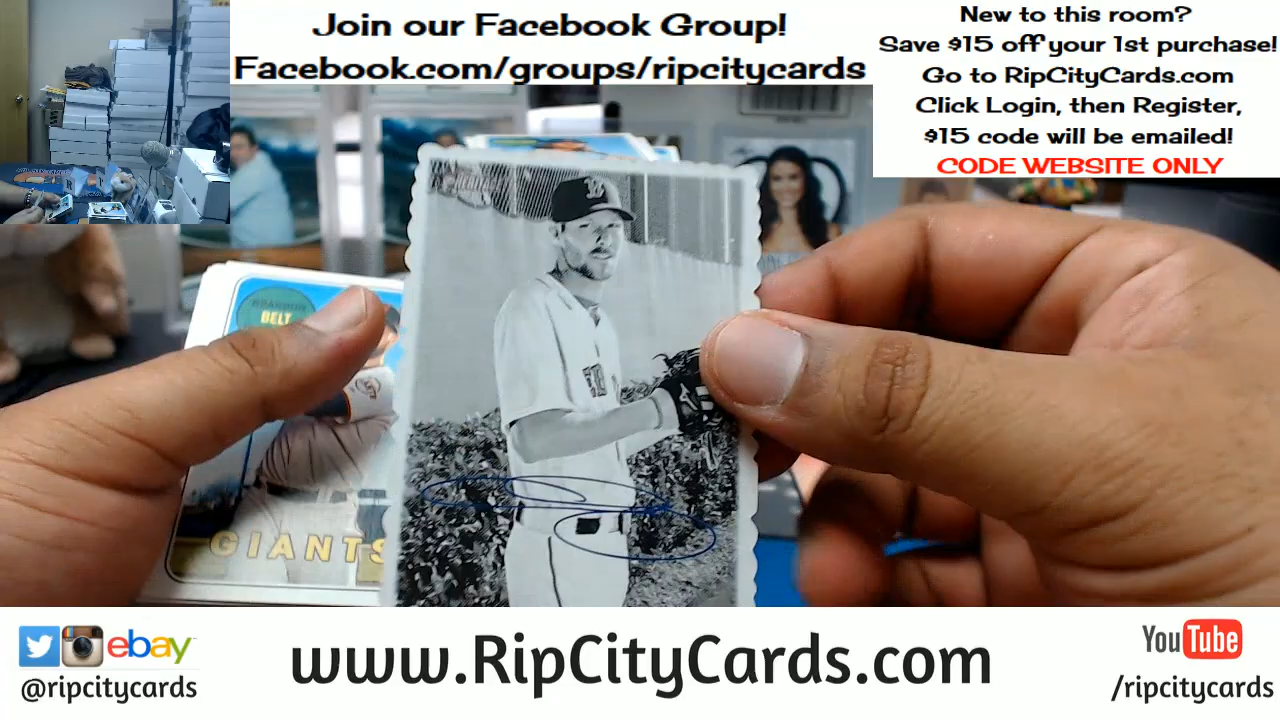 Join our Facebook Group!
Facebook.com/groups/ripcitycards
New to this room?
Save $15 off your 1st purchase!
Go to RipCityCards.com
Click Login, then Register,
$15 code will be emailed!
CODE WEBSITE ONLY
BRANDON
BELT
GIANTS
B
ebay
@ripcitycards
www.RipCityCards.com
YouTube
/ripcitycards